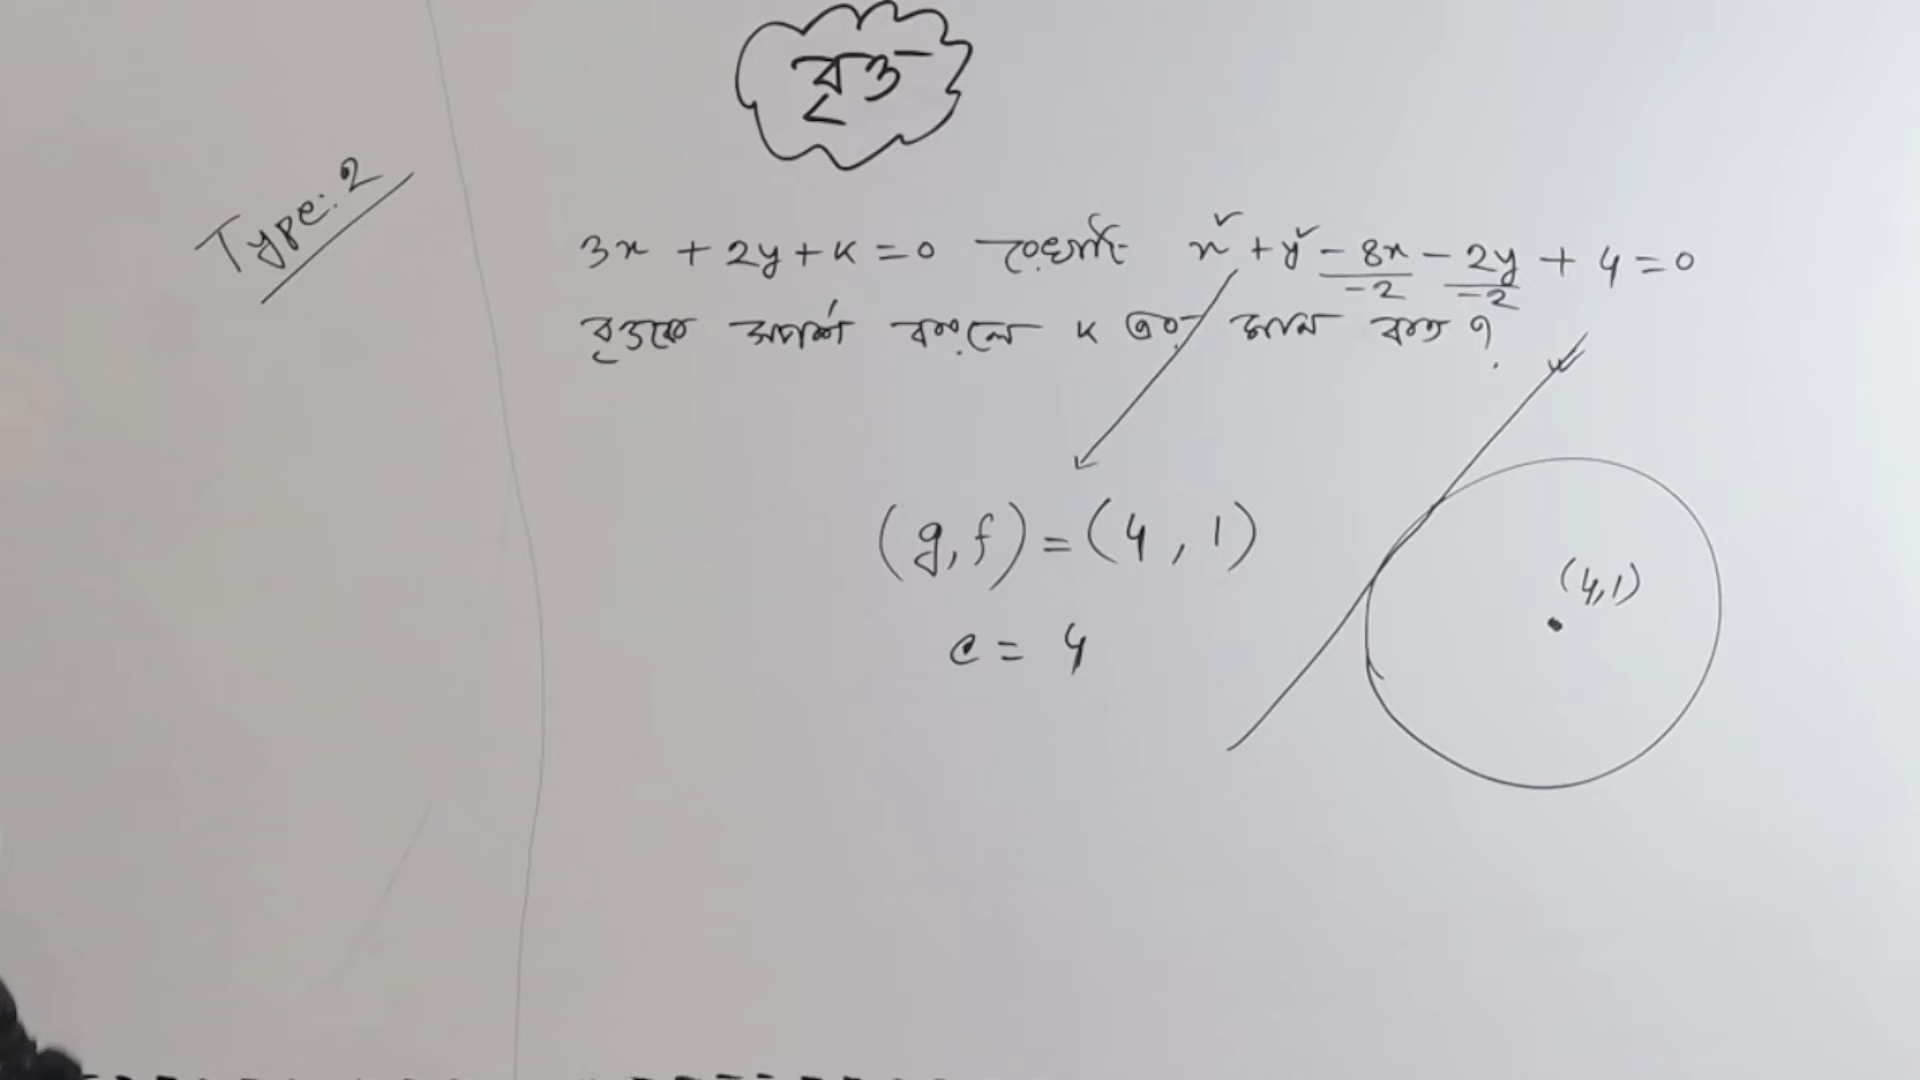 বৃত্ত
Type: 2
3x + 2y + k = 0 রেখাটি x² + y² - 8x - 2y + 4 = 0
-2 -2
বৃত্তকে স্পর্শ করলে k এর মান কত ?
(g, f) = (4, 1)
(4, 1)
c = 4